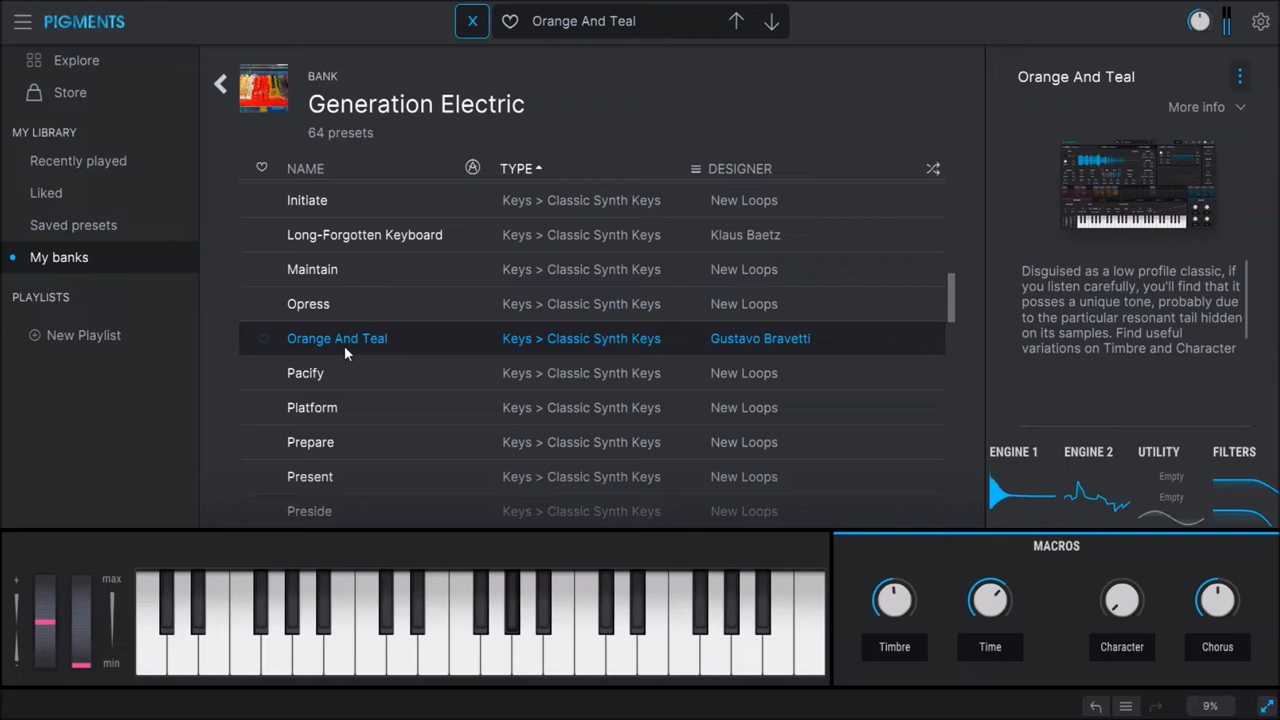 PIGMENTS
X
Orange And Teal
Explore
Store
MY LIBRARY
Recently played
Liked
Saved presets
My banks
PLAYLISTS
New Playlist
BANK
Generation Electric
64 presets
NAME TYPE DESIGNER
Initiate Keys > Classic Synth Keys New Loops
Long-Forgotten Keyboard Keys > Classic Synth Keys Klaus Baetz
Maintain Keys > Classic Synth Keys New Loops
Opress Keys > Classic Synth Keys New Loops
Orange And Teal Keys > Classic Synth Keys Gustavo Bravetti
Pacify Keys > Classic Synth Keys New Loops
Platform Keys > Classic Synth Keys New Loops
Prepare Keys > Classic Synth Keys New Loops
Present Keys > Classic Synth Keys New Loops
Preside Keys > Classic Synth Keys New Loops
Orange And Teal
More info
Disguised as a low profile classic, if
you listen carefully, you'll find that it
posses a unique tone, probably due
to the particular resonant tail hidden
on its samples. Find useful
variations on Timbre and Character
ENGINE 1 ENGINE 2 UTILITY FILTERS
Empty
Empty
+ max
- min
MACROS
Timbre Time Character Chorus
9%